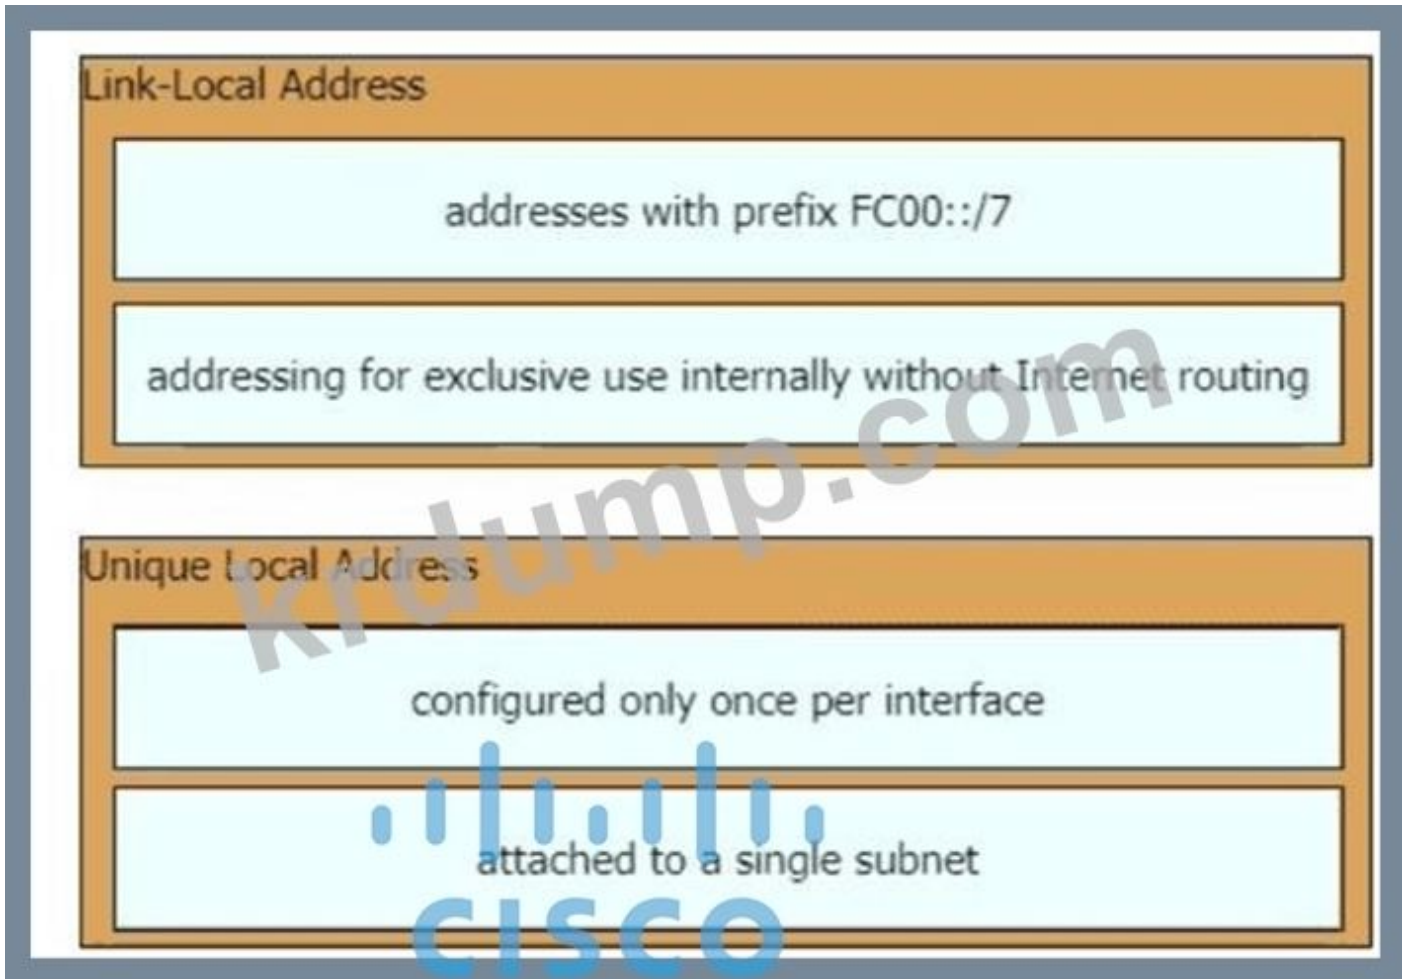 Link-Local Address
addresses with prefix FC00::/7
addressing for exclusive use internally without Internet routing
krdump.com
Unique Local Address
configured only once per interface
attached to a single subnet
CISCO